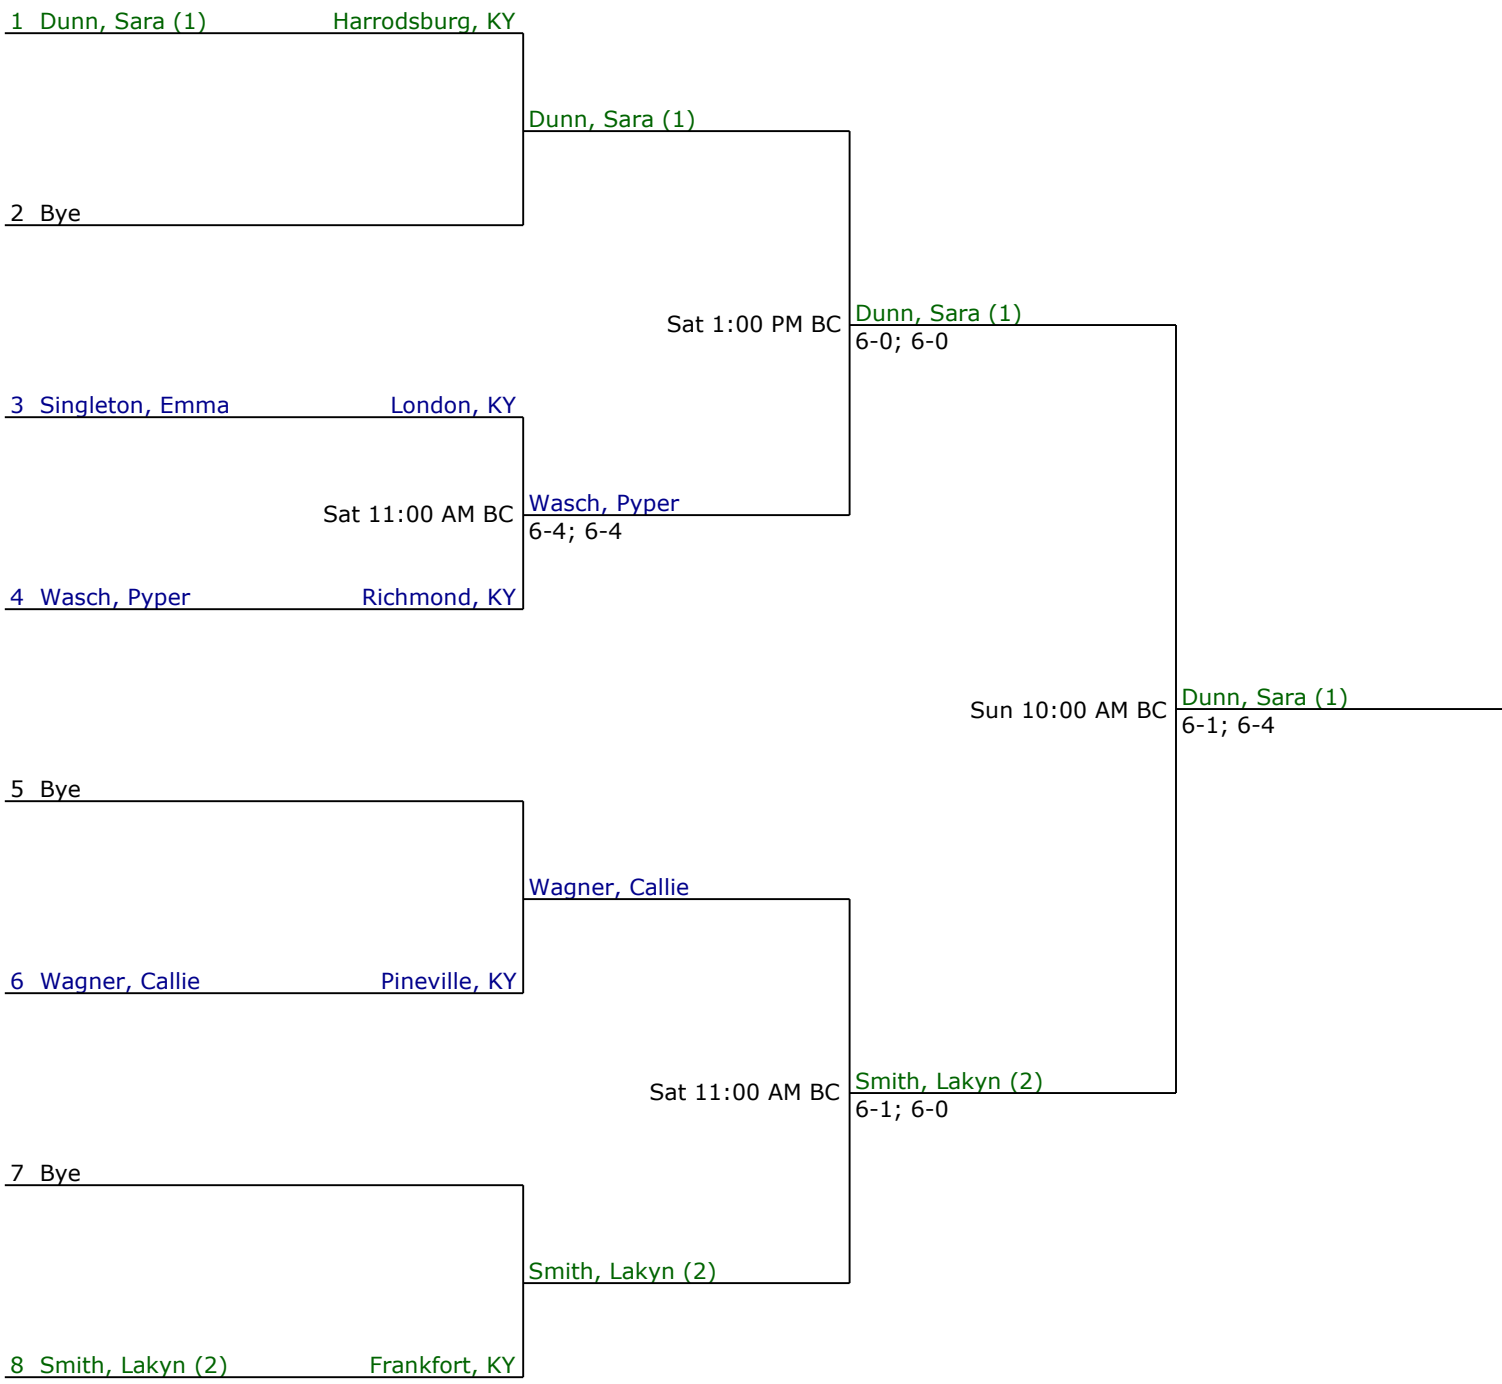 1 Dunn, Sara (1) Harrodsburg, KY
Dunn, Sara (1)
2 Bye
Dunn, Sara (1)
Sat 1:00 PM BC
6-0; 6-0
3 Singleton, Emma London, KY
Wasch, Pyper
Sat 11:00 AM BC
6-4; 6-4
4 Wasch, Pyper Richmond, KY
Dunn, Sara (1)
Sun 10:00 AM BC
6-1; 6-4
5 Bye
Wagner, Callie
6 Wagner, Callie Pineville, KY
Smith, Lakyn (2)
Sat 11:00 AM BC
6-1; 6-0
7 Bye
Smith, Lakyn (2)
8 Smith, Lakyn (2) Frankfort, KY